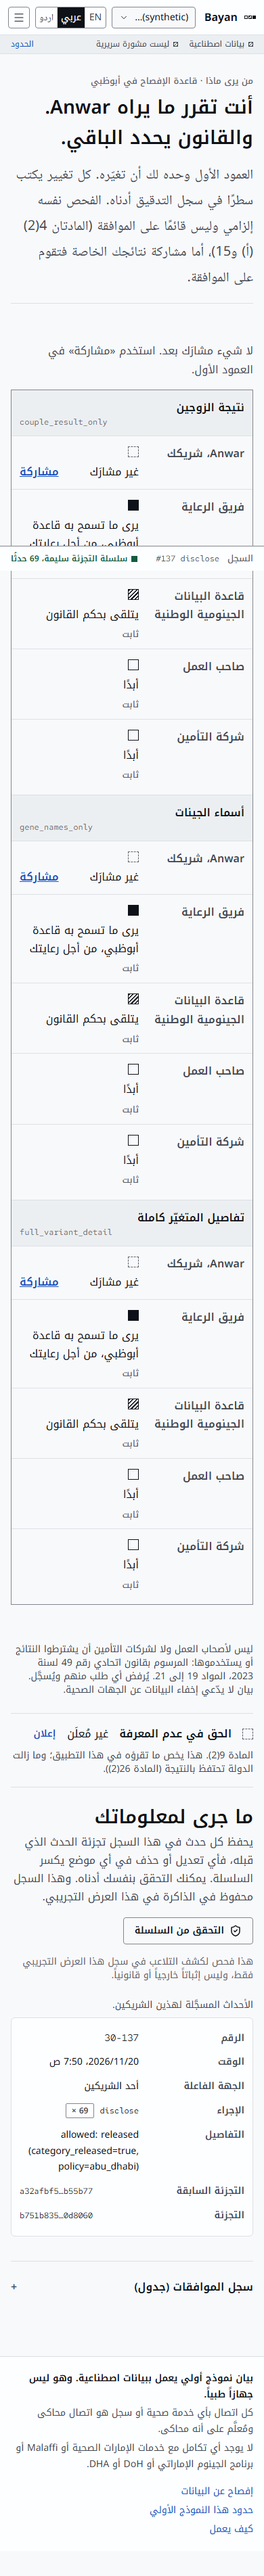 Bayan
(synthetic)...
EN
عربي
اردو
بيانات اصطناعية
ليست مشورة سريرية
الحدود
من يرى ماذا · قاعدة الإفصاح في أبوظبي
أنت تقرر ما يراه Anwar.
والقانون يحدد الباقي.
العمود الأول وحده لك أن تغيّره. كل تغيير يكتب
سطرًا في سجل التدقيق أدناه. الفحص نفسه
إلزامي وليس قائمًا على الموافقة (المادتان 4(2)
(أ) و15)، أما مشاركة نتائجك الخاصة فتقوم
على الموافقة.
لا شيء مشارَك بعد. استخدم «مشاركة» في
العمود الأول.
نتيجة الزوجين
couple_result_only
Anwar، شريكك
غير مشارَك
مشاركة
فريق الرعاية
يرى ما تسمح به قاعدة
السجل
#137 disclose
سلسلة التجزئة سليمة، 69 حدثًا
قاعدة البيانات
الجينومية الوطنية
يتلقى بحكم القانون
ثابت
صاحب العمل
أبدًا
ثابت
شركة التأمين
أبدًا
ثابت
أسماء الجينات
gene_names_only
Anwar، شريكك
غير مشارَك
مشاركة
فريق الرعاية
يرى ما تسمح به قاعدة
أبوظبي، من أجل رعايتك
ثابت
قاعدة البيانات
الجينومية الوطنية
يتلقى بحكم القانون
ثابت
صاحب العمل
أبدًا
ثابت
شركة التأمين
أبدًا
ثابت
تفاصيل المتغيّر كاملة
full_variant_detail
Anwar، شريكك
غير مشارَك
مشاركة
فريق الرعاية
يرى ما تسمح به قاعدة
أبوظبي، من أجل رعايتك
ثابت
قاعدة البيانات
الجينومية الوطنية
يتلقى بحكم القانون
ثابت
صاحب العمل
أبدًا
ثابت
شركة التأمين
أبدًا
ثابت
ليس لأصحاب العمل ولا لشركات التأمين أن يشترطوا النتائج
أو يستخدموها: المرسوم بقانون اتحادي رقم 49 لسنة
2023، المواد 19 إلى 21. يُرفض أي طلب منهم ويُسجَّل.
بيان لا يدّعي إخفاء البيانات عن الجهات الصحية.
الحق في عدم المعرفة
غير مُعلَن
إعلان
المادة 9(2). هذا يخص ما تقرؤه في هذا التطبيق؛ وما زالت
الدولة تحتفظ بالنتيجة (المادة 26(2)).
ما جرى لمعلوماتك
يحفظ كل حدث في هذا السجل تجزئة الحدث الذي
قبله، فأي تعديل أو حذف في أي موضع يكسر
السلسلة. يمكنك التحقق بنفسك أدناه. وهذا السجل
محفوظ في الذاكرة في هذا العرض التجريبي.
التحقق من السلسلة
هذا فحص لكشف التلاعب في سجل هذا العرض التجريبي
فقط، وليس إثباتاً خارجياً أو قانونياً.
الأحداث المسجَّلة لهذين الشريكين.
الرقم
30-137
الوقت
2026/11/20، 7:50 ص
الجهة الفاعلة
أحد الشريكين
الإجراء
disclose
× 69
التفاصيل
allowed: released
(category_released=true,
policy=abu_dhabi)
التجزئة السابقة
a32afbf5…b55b77
التجزئة
b751b835…0d8060
سجل الموافقات (جدول)
+
بيان نموذج أولي يعمل ببيانات اصطناعية. وهو ليس
جهازاً طبياً.
كل اتصال بأي خدمة صحية أو سجل هو اتصال محاكى
ومُعلَّم على أنه محاكى.
لا يوجد أي تكامل مع خدمات الإمارات الصحية أو Malaffi أو
برنامج الجينوم الإماراتي أو DoH أو DHA.
إفصاح عن البيانات
حدود هذا النموذج الأولي
كيف يعمل